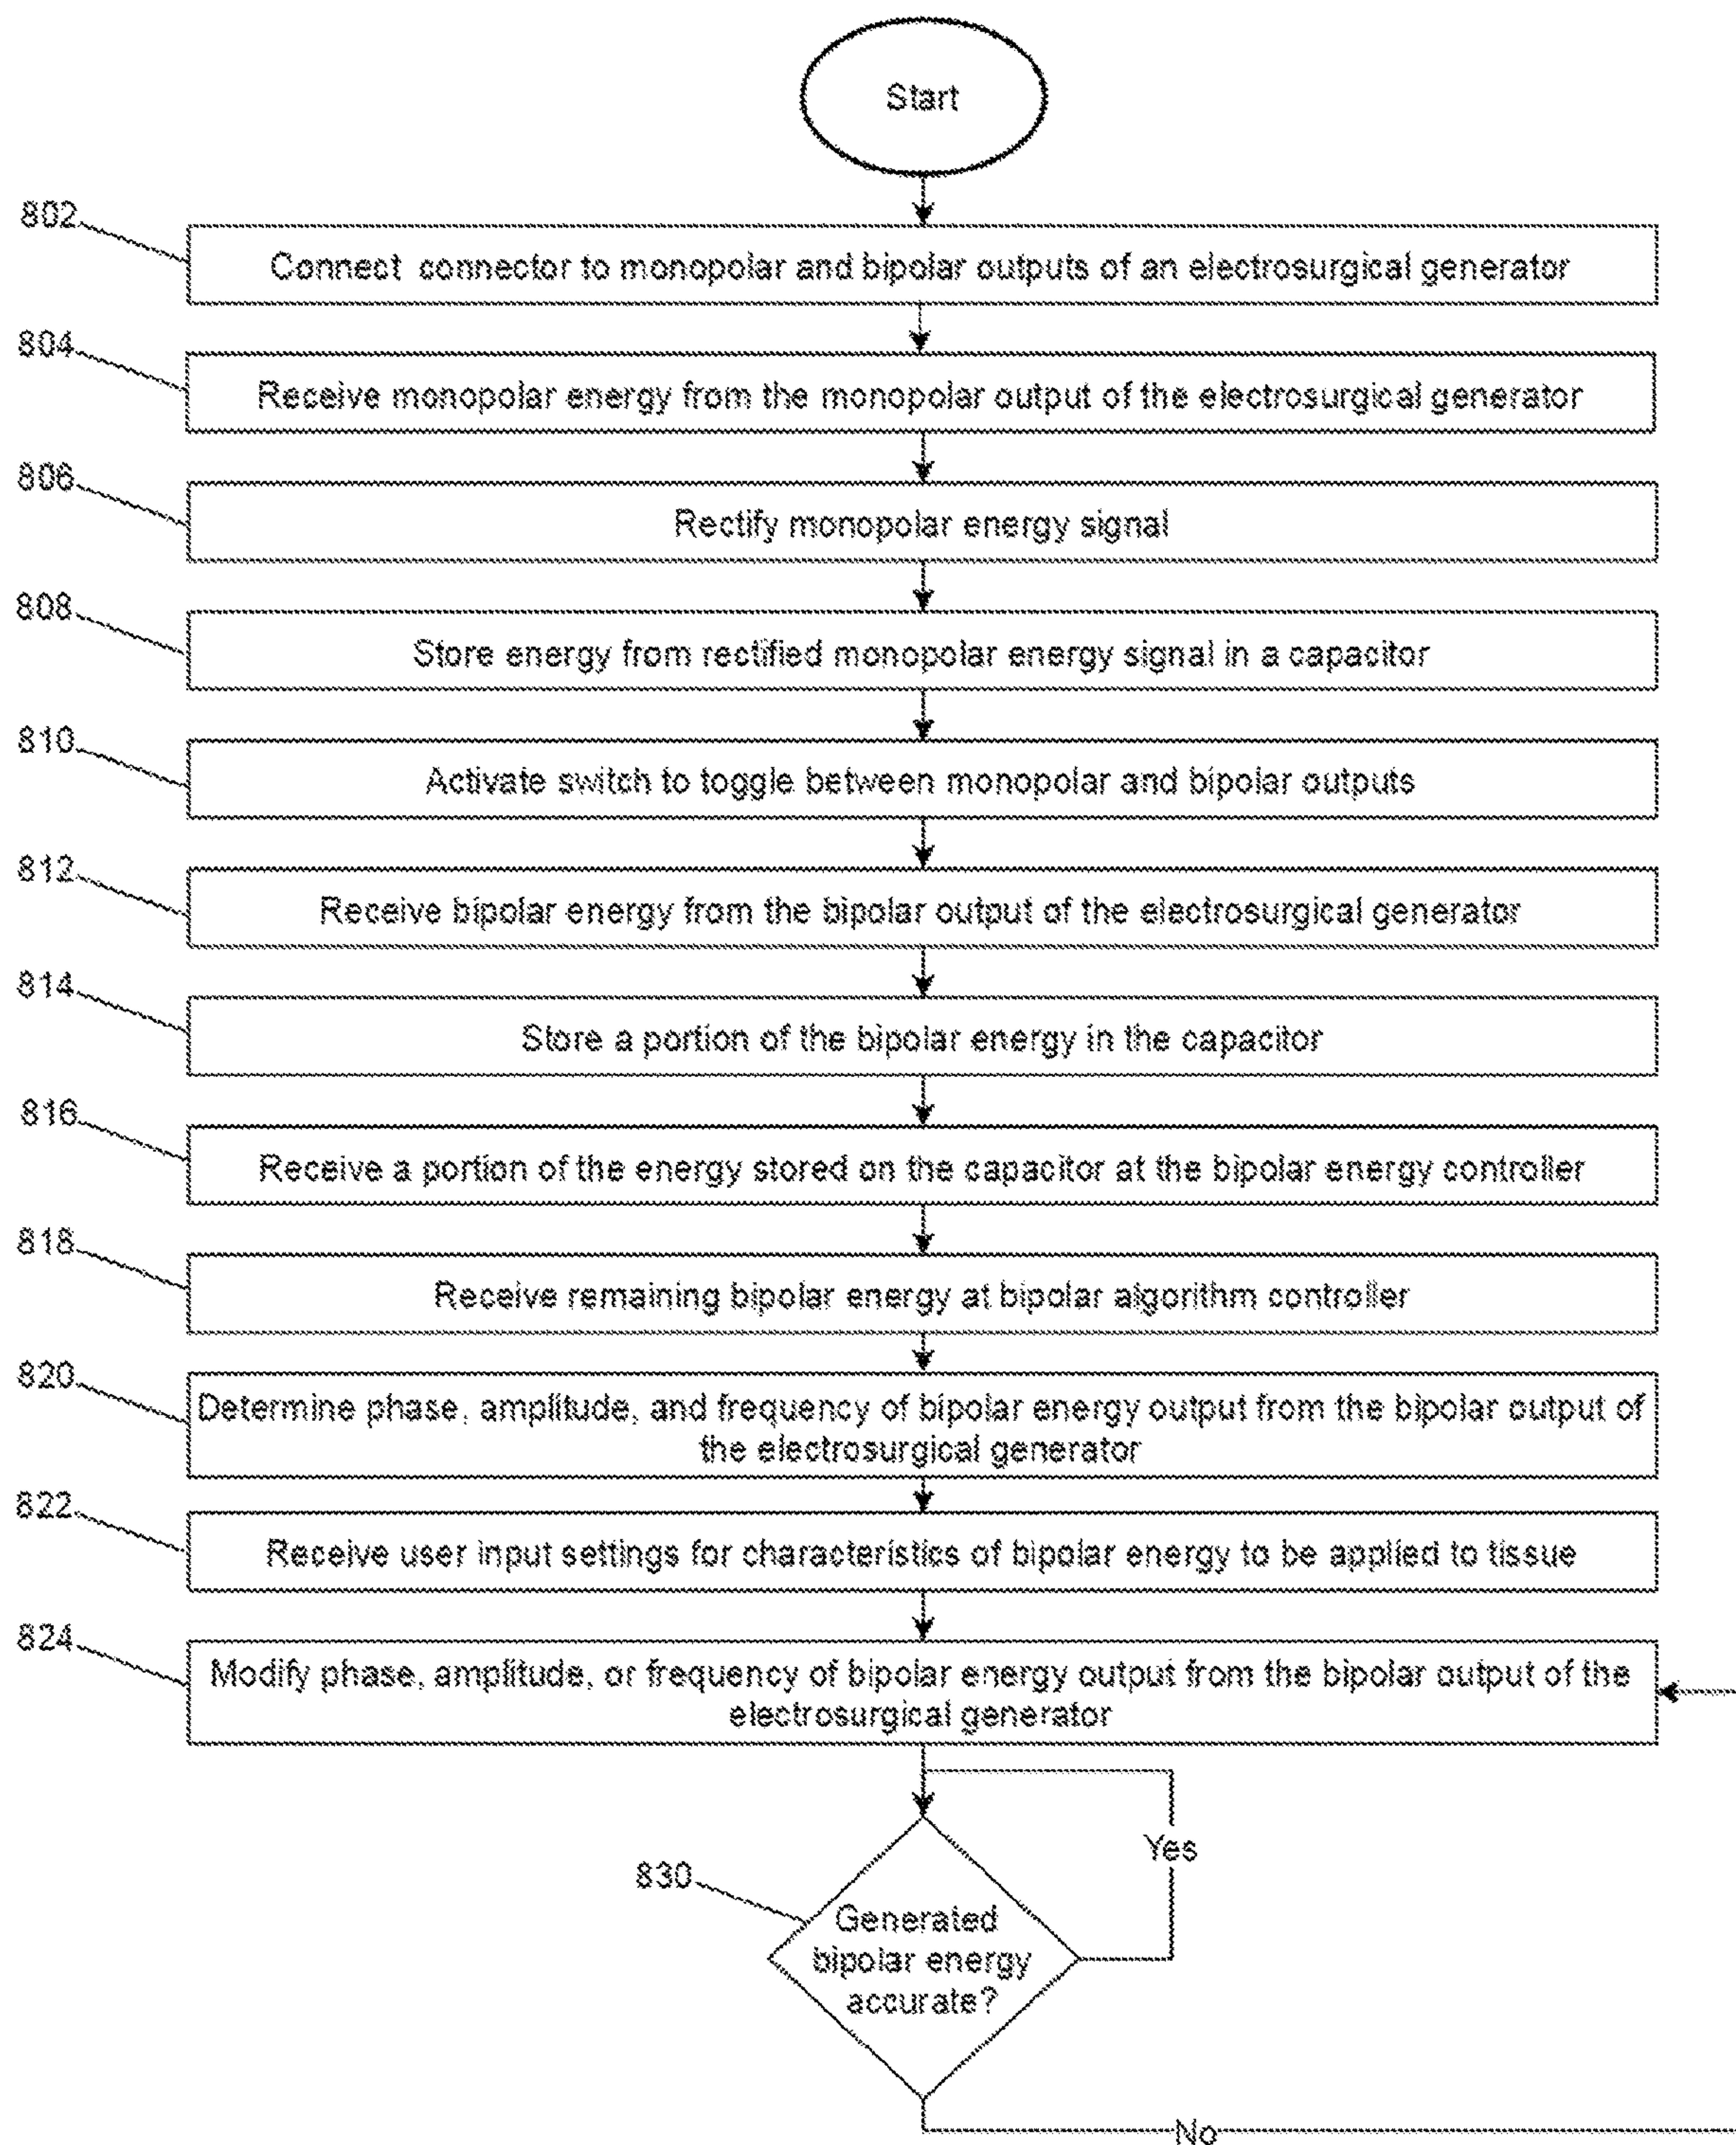 Start
802
Connect connector to monopolar and bipolar outputs of an electrosurgical generator
804
Receive monopolar energy from the monopolar output of the electrosurgical generator
806
Rectify monopolar energy signal
808
Store energy from rectified monopolar energy signal in a capacitor
810
Activate switch to toggle between monopolar and bipolar outputs
812
Receive bipolar energy from the bipolar output of the electrosurgical generator
814
Store a portion of the bipolar energy in the capacitor
816
Receive a portion of the energy stored on the capacitor at the bipolar energy controller
818
Receive remaining bipolar energy at bipolar algorithm controller
820
Determine phase, amplitude, and frequency of bipolar energy output from the bipolar output of
the electrosurgical generator
822
Receive user input settings for characteristics of bipolar energy to be applied to tissue
824
Modify phase, amplitude, or frequency of bipolar energy output from the bipolar output of the
electrosurgical generator
Yes
830
Generated
bipolar energy
accurate?
No